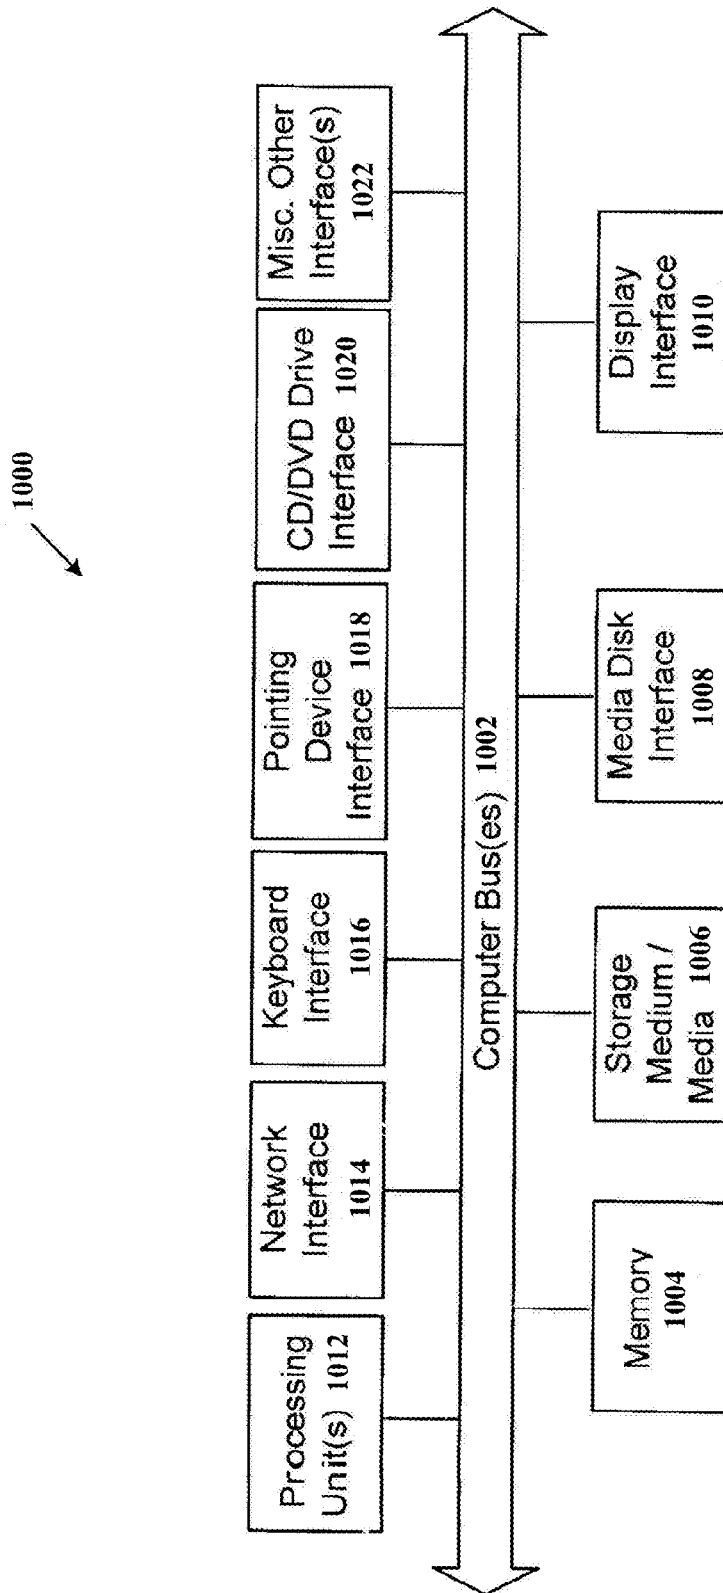 1000
Processing
Unit(s) 1012
Network
Interface
1014
Keyboard
Interface
1016
Pointing
Device
Interface 1018
CD/DVD Drive
Interface 1020
Misc. Other
Interface(s)
1022
Computer Bus(es) 1002
Memory
1004
Storage
Medium /
Media 1006
Media Disk
Interface
1008
Display
Interface
1010